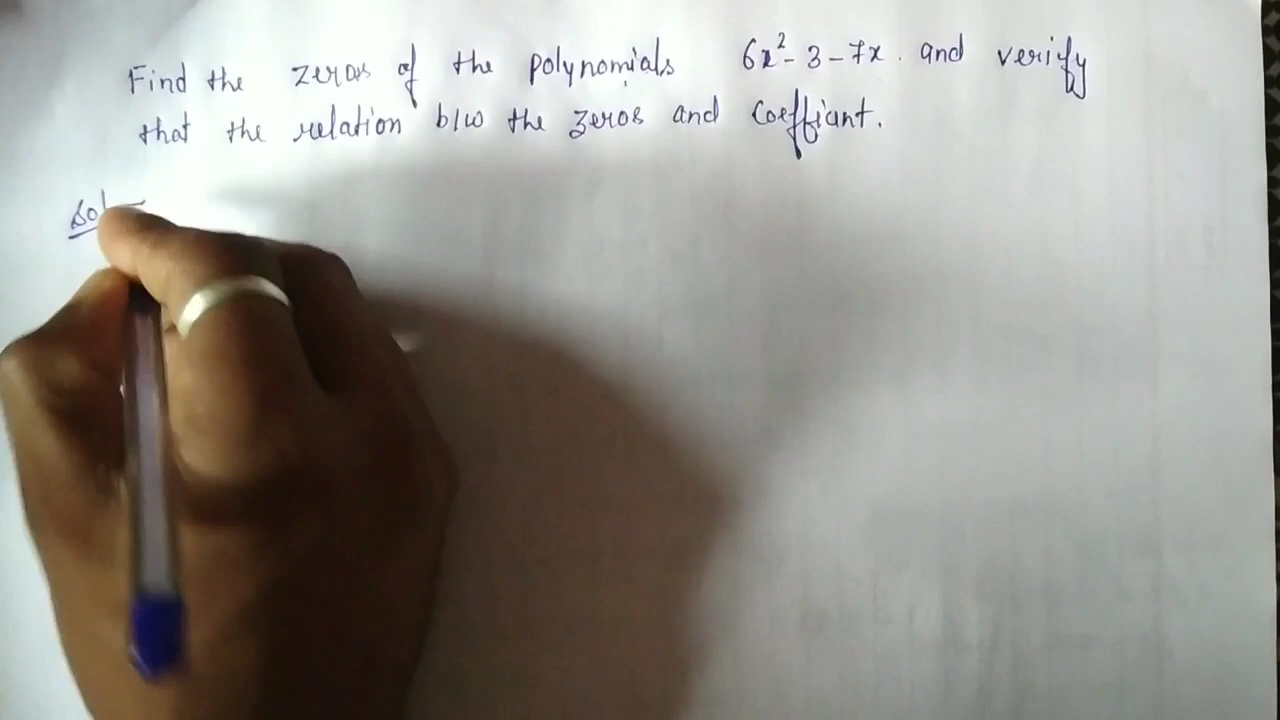 Find the zeros of the polynomials 6x²-3-7x. and verify
that the relation b/w the zeros and coeffiant.
Sol